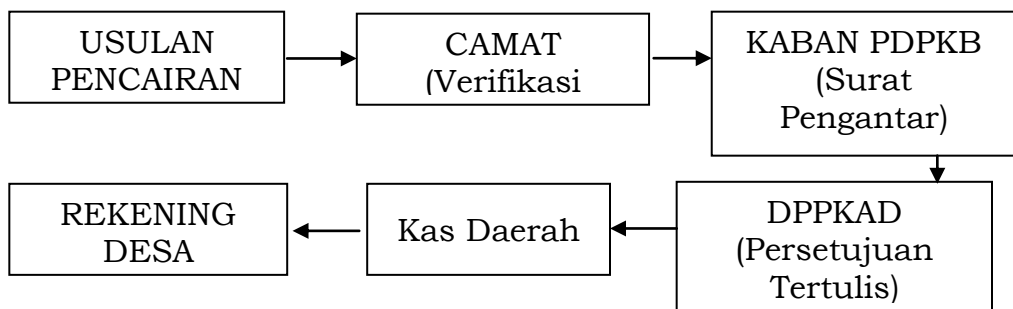 USULAN
PENCAIRAN
CAMAT
(Verifikasi
KABAN PDPKB
(Surat
Pengantar)
DPPKAD
(Persetujuan
Tertulis)
Kas Daerah
REKENING
DESA